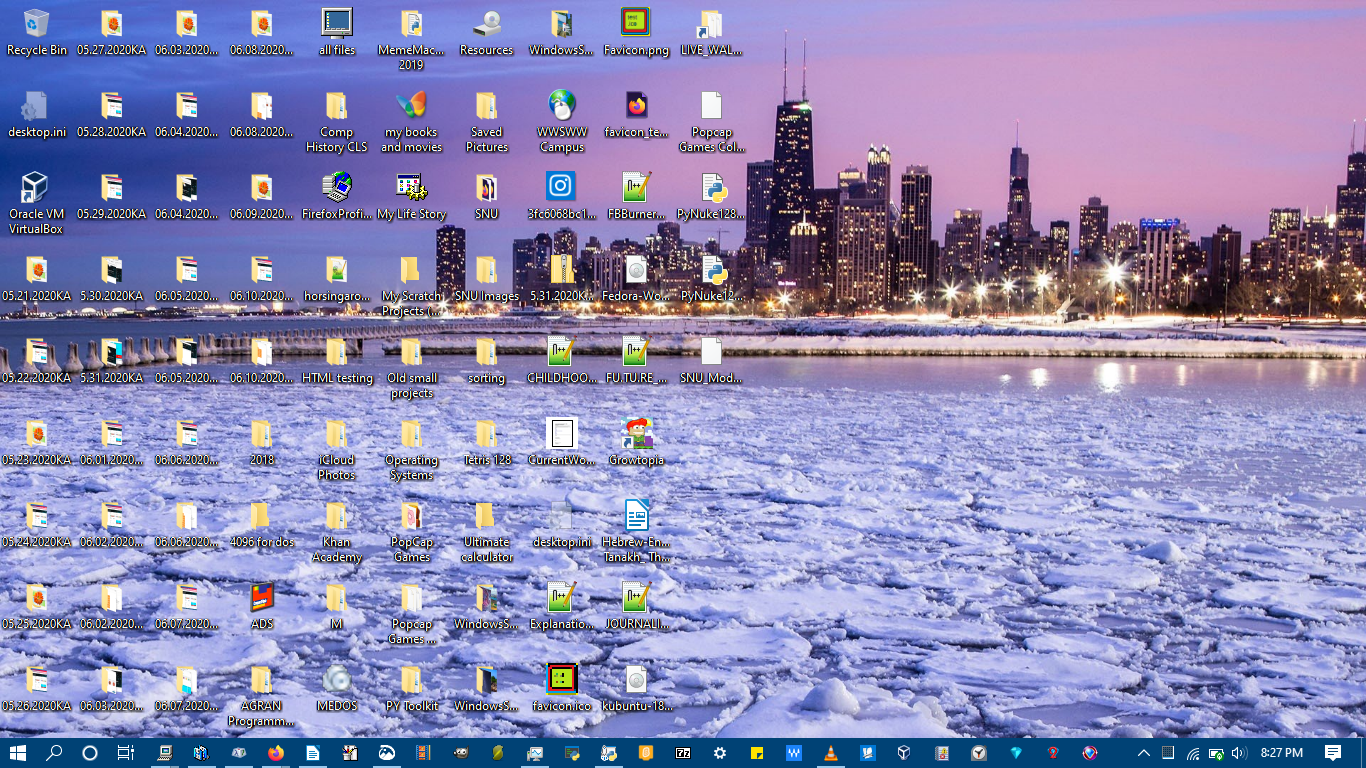 Recycle Bin
05.27.2020KA
06.03.2020...
06.08.2020...
all files
MemeMac...
2019
Resources
WindowsS...
Favicon.png
LIVE_WAL...
desktop.ini
05.28.2020KA
06.04.2020...
06.08.2020...
Comp
History CLS
my books
and movies
Saved
Pictures
WWSWW
Campus
favicon_te...
Popcap
Games Col...
Oracle VM
VirtualBox
05.29.2020KA
06.04.2020...
06.09.2020...
FirefoxProfi...
My Life Story
SNU
3fc6068bc1...
FBBurner...
PyNuke128...
05.21.2020KA
5.30.2020KA
06.05.2020...
06.10.2020...
horsingaro...
My Scratch
Projects (...
SNU Images
5.31.2020K...
Fedora-Wo...
PyNuke12...
05.22.2020KA
5.31.2020KA
06.05.2020...
06.10.2020...
HTML testing
Old small
projects
sorting
CHILDHOO...
FU.TU.RE_...
SNU_Mod...
05.23.2020KA
06.01.2020...
06.06.2020...
2018
iCloud
Photos
Operating
Systems
Tetris 128
CurrentWo...
Growtopia
05.24.2020KA
06.02.2020...
06.06.2020...
4096 for dos
Khan
Academy
PopCap
Games
Ultimate
calculator
desktop.ini
Hebrew-En...
Tanakh_ Th...
05.25.2020KA
06.02.2020...
06.07.2020...
ADS
M
Popcap
Games ...
WindowsS...
Explanatio...
JOURNALI...
05.26.2020KA
06.03.2020...
06.07.2020...
AGRAN
Programm...
MEDOS
PY Toolkit
WindowsS...
favicon.ico
kubuntu-18...
8:27 PM